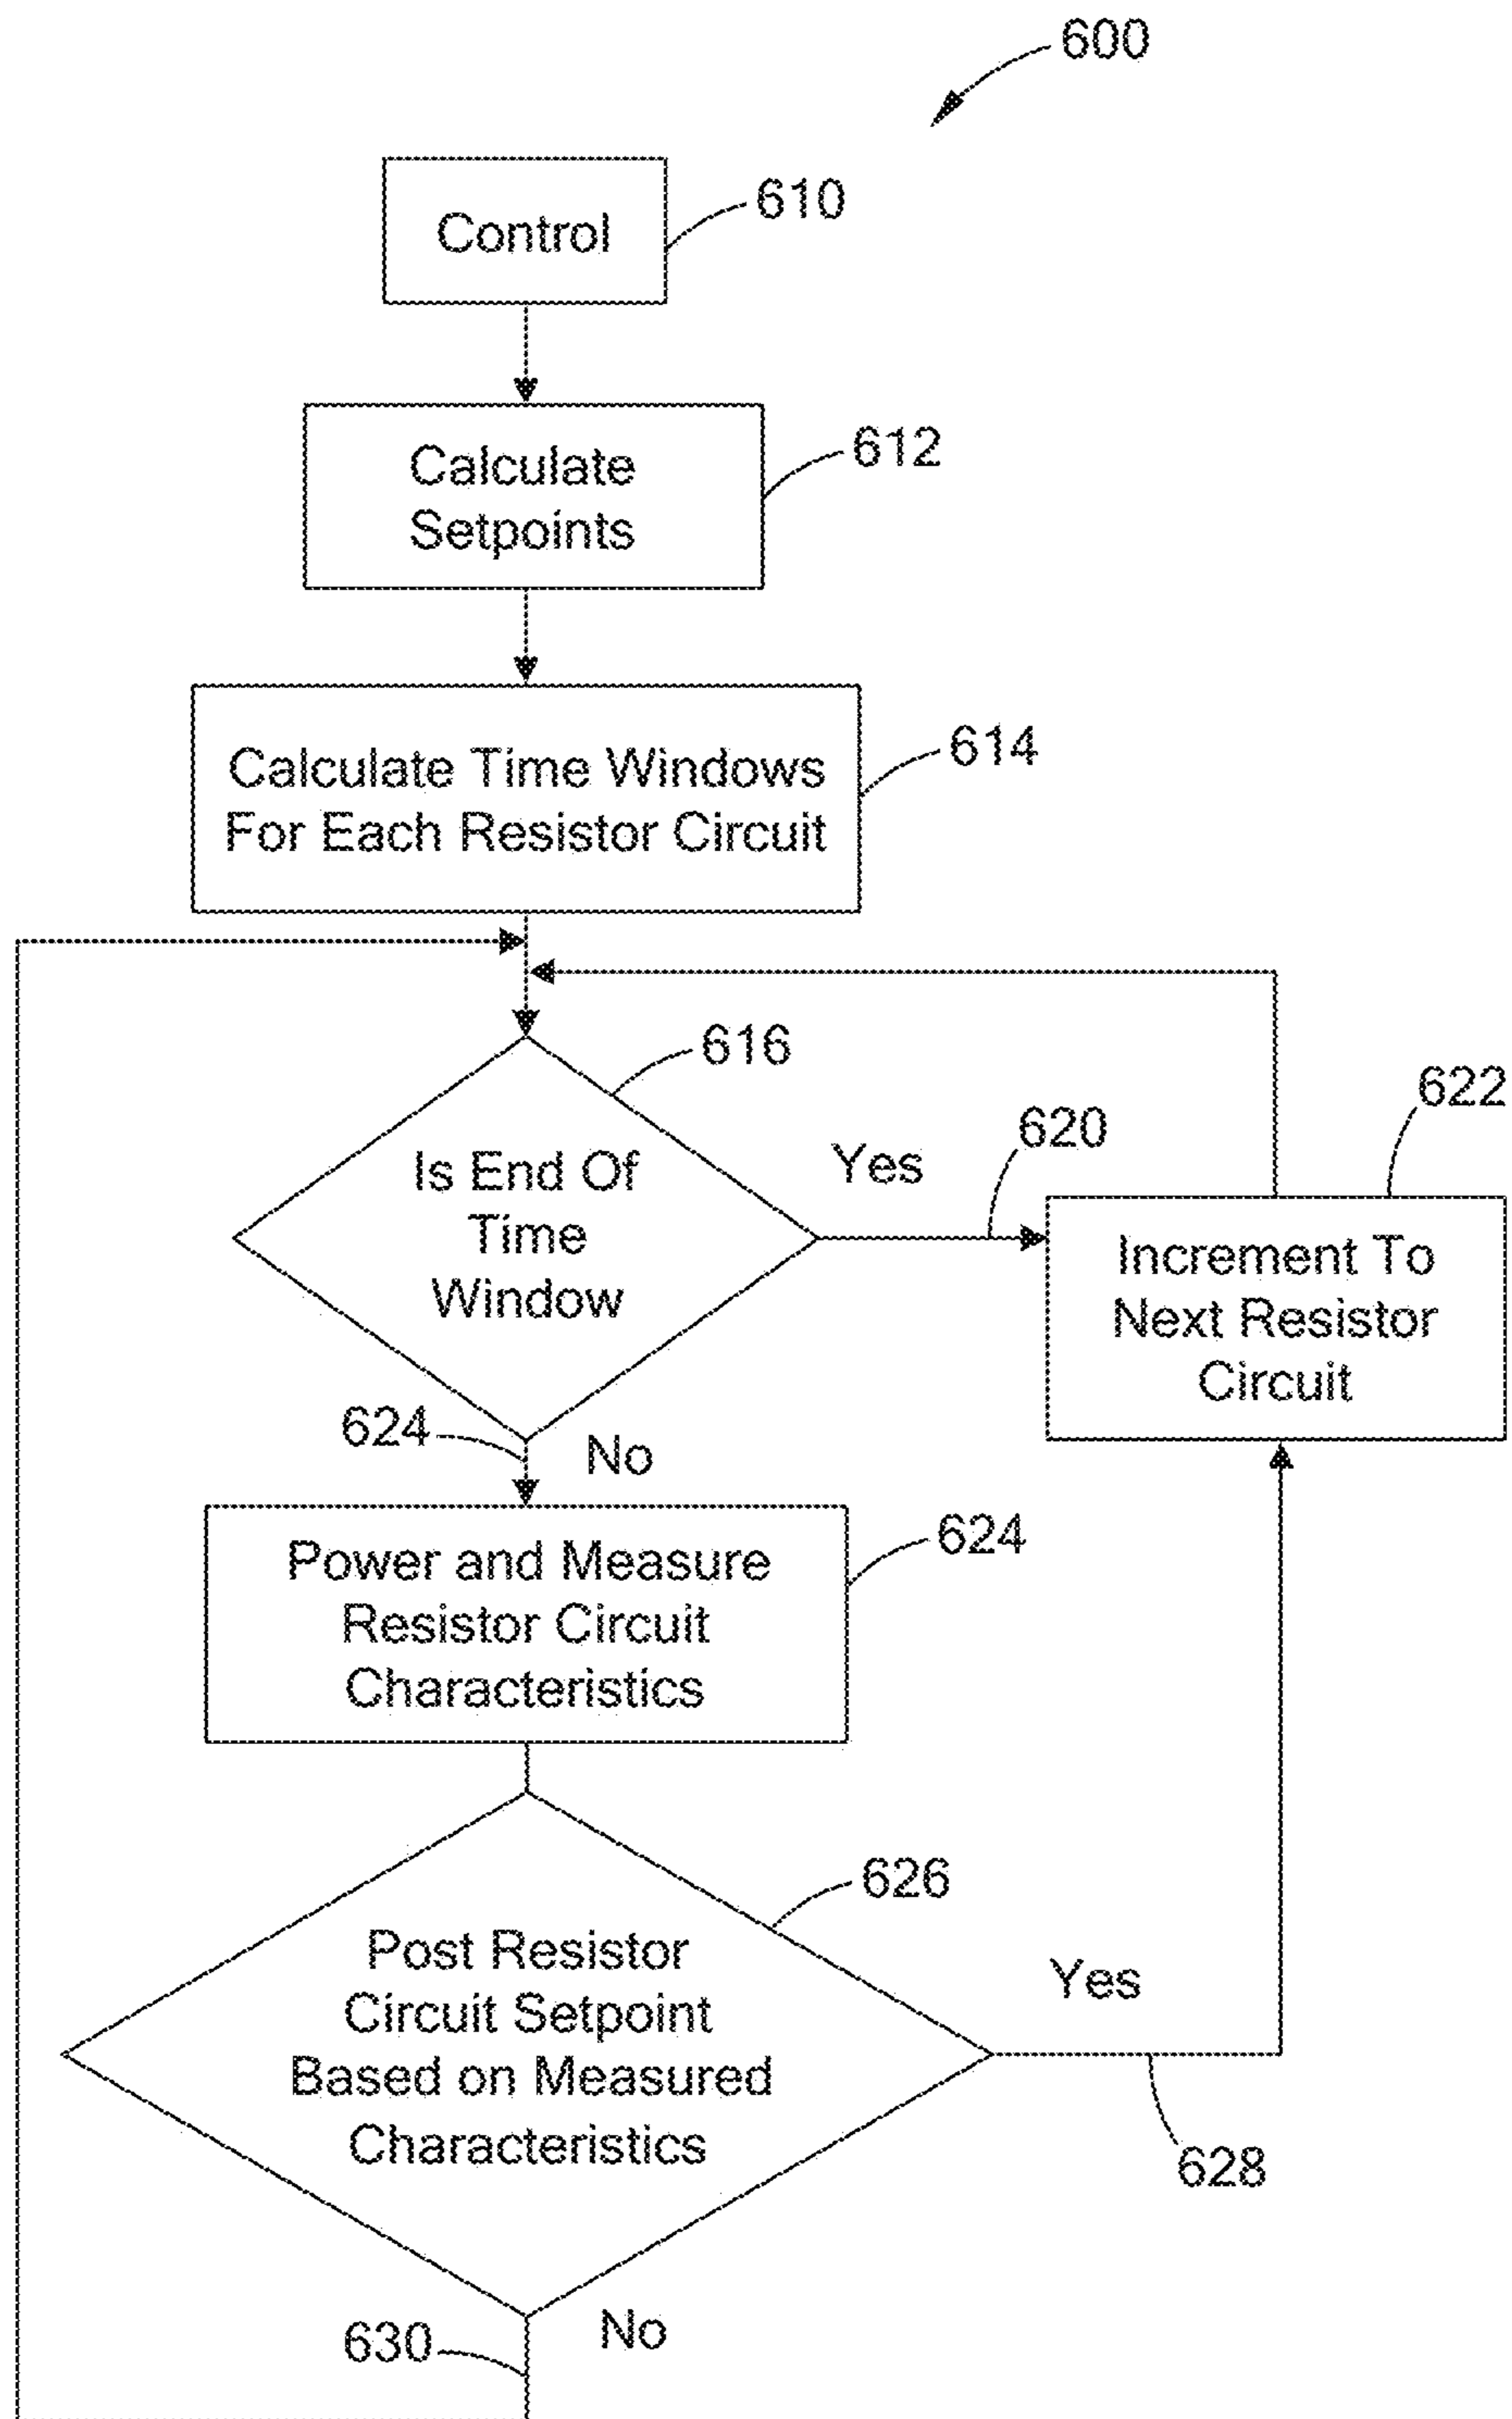 600
Control
610
Calculate
Setpoints
612
Calculate Time Windows
For Each Resistor Circuit
614
Is End Of
Time
Window
616
Yes
620
622
Increment To
Next Resistor
Circuit
624
No
Power and Measure
Resistor Circuit
Characteristics
624
Post Resistor
Circuit Setpoint
Based on Measured
Characteristics
626
Yes
628
630
No